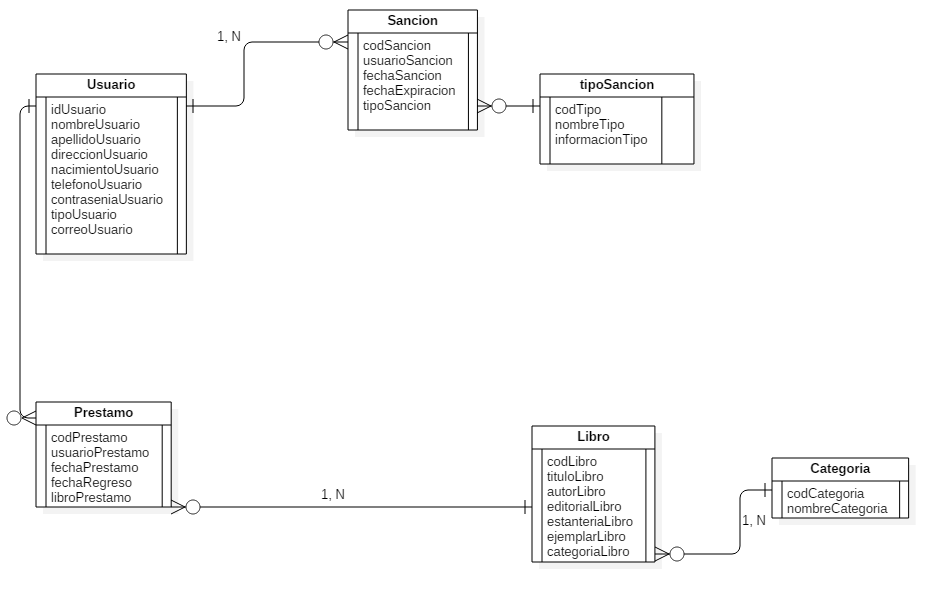 Sancion
codSancion
usuarioSancion
fechaSancion
fechaExpiracion
tipoSancion
1, N
Usuario
idUsuario
nombreUsuario
apellidoUsuario
direccionUsuario
nacimientoUsuario
telefonoUsuario
contraseniaUsuario
tipoUsuario
correoUsuario
tipoSancion
codTipo
nombreTipo
informacionTipo
Prestamo
codPrestamo
usuarioPrestamo
fechaPrestamo
fechaRegreso
libroPrestamo
1, N
Libro
codLibro
tituloLibro
autorLibro
editorialLibro
estanteriaLibro
ejemplarLibro
categoriaLibro
Categoria
codCategoria
nombreCategoria
1, N